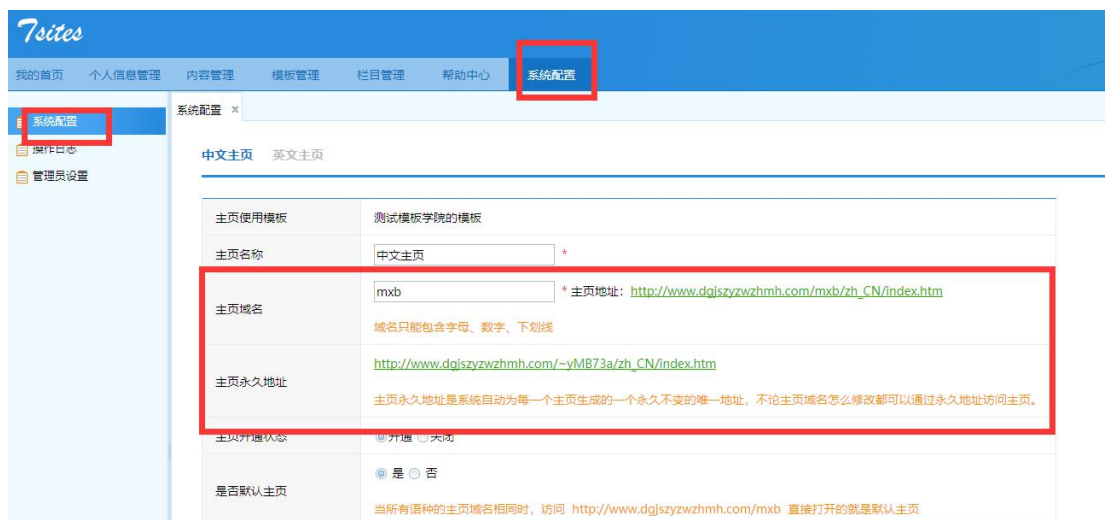 Tsites
我的首页 个人信息管理 内容管理 模板管理 栏目管理 帮助中心 系统配置
系统配置
操作日志
管理员设置
系统配置 ×
中文主页 英文主页
主页使用模板 测试模板学院的模板
主页名称 中文主页 *
主页域名 mxb * 主页地址：http://www.dgjszyzwzhmh.com/mxb/zh_CN/index.htm
域名只能包含字母、数字、下划线
主页永久地址 http://www.dgjszyzwzhmh.com/~yMB73a/zh_CN/index.htm
主页永久地址是系统自动为每一个主页生成的一个永久不变的唯一地址，不论主页域名怎么修改都可以通过永久地址访问主页。
主页开通状态 开通 关闭
是否默认主页 是 否
当所有语种的主页域名相同时，访问 http://www.dgjszyzwzhmh.com/mxb 直接打开的就是默认主页